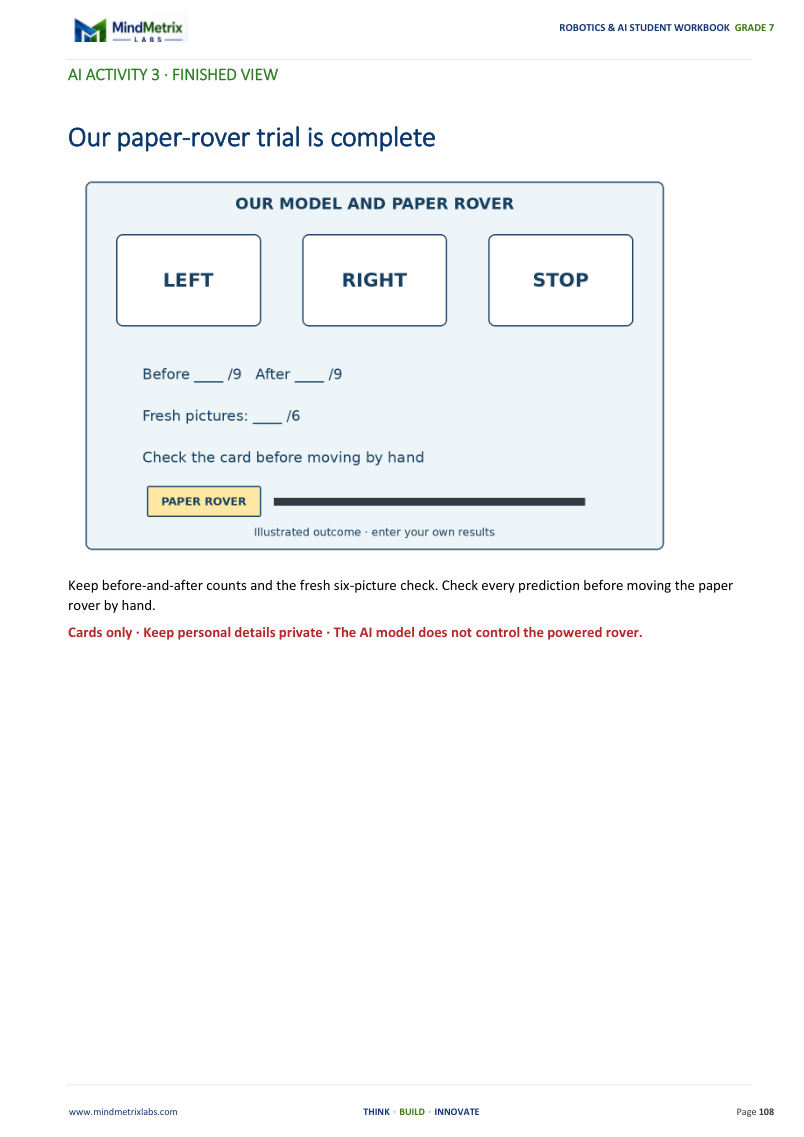 MindMetrix
LABS
ROBOTICS & AI STUDENT WORKBOOK GRADE 7
AI ACTIVITY 3 · FINISHED VIEW
Our paper-rover trial is complete
OUR MODEL AND PAPER ROVER
LEFT
RIGHT
STOP
Before ____ /9 After ____ /9
Fresh pictures: ____ /6
Check the card before moving by hand
PAPER ROVER
Illustrated outcome · enter your own results
Keep before-and-after counts and the fresh six-picture check. Check every prediction before moving the paper
rover by hand.
Cards only · Keep personal details private · The AI model does not control the powered rover.
www.mindmetrixlabs.com
THINK · BUILD · INNOVATE
Page 108